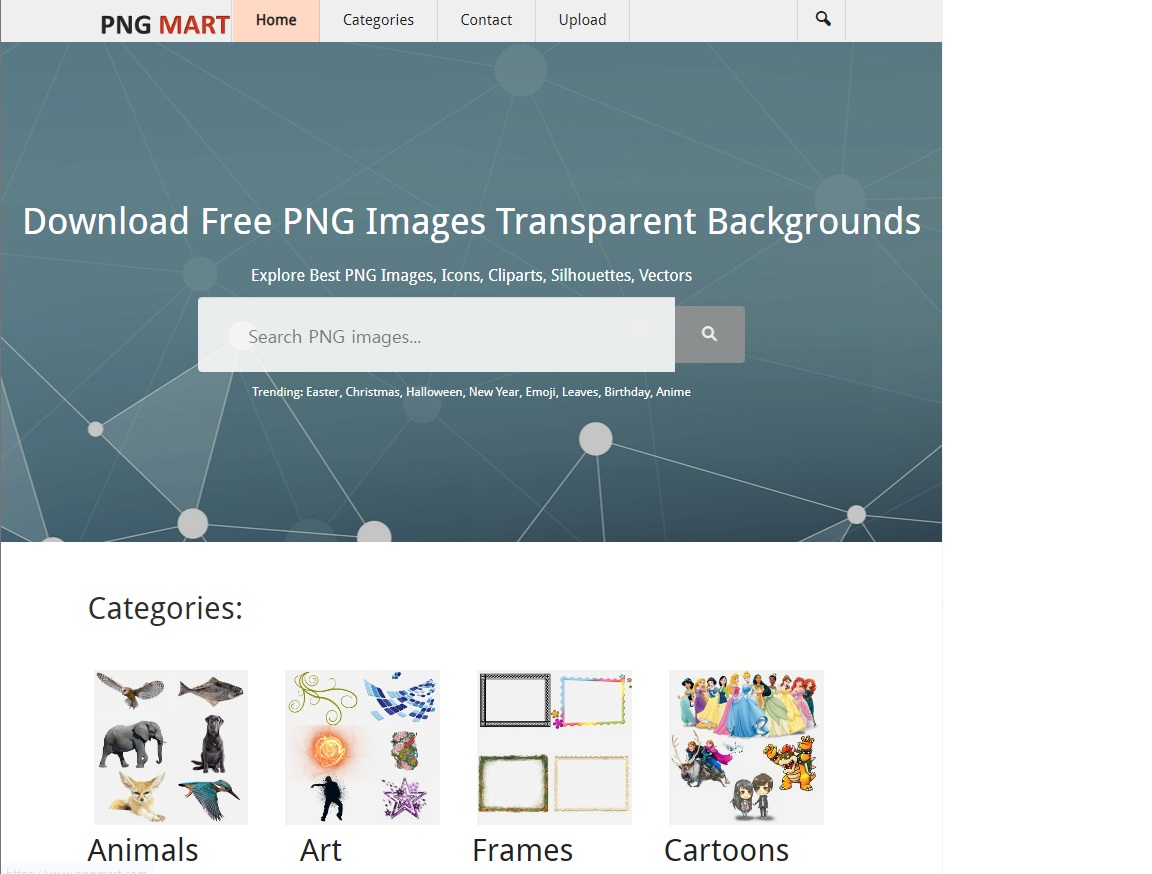 PNG MART Home Categories Contact Upload
Download Free PNG Images Transparent Backgrounds
Explore Best PNG Images, Icons, Cliparts, Silhouettes, Vectors
Search PNG images...
Trending: Easter, Christmas, Halloween, New Year, Emoji, Leaves, Birthday, Anime
Categories:
Animals Art Frames Cartoons